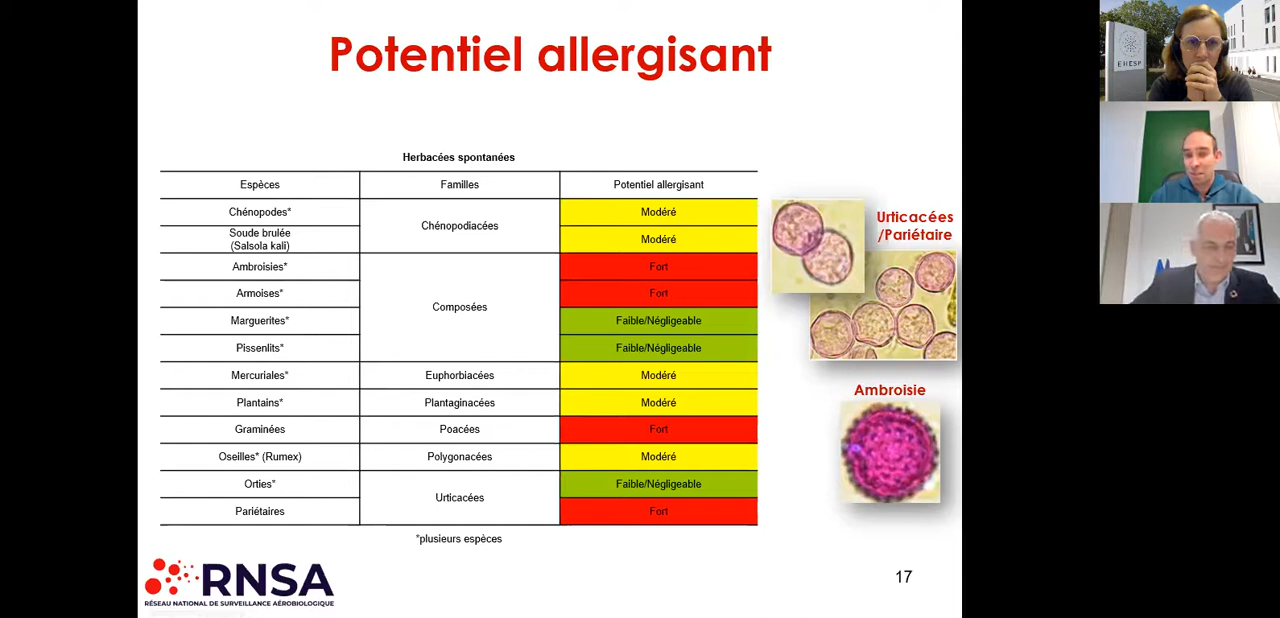 Potentiel allergisant
Herbacées spontanées
Espèces Familles Potentiel allergisant
Chénopodes* Chénopodiacées Modéré
Soude brulée
(Salsola kali) Modéré
Ambroisies* Composées Fort
Armoises* Fort
Marguerites* Faible/Négligeable
Pissenlits* Faible/Négligeable
Mercuriales* Euphorbiacées Modéré
Plantains* Plantaginacées Modéré
Graminées Poacées Fort
Oseilles* (Rumex) Polygonacées Modéré
Orties* Urticacées Faible/Négligeable
Pariétaires Fort
*plusieurs espèces
Urticacées
/Pariétaire
Ambroisie
RNSA
RÉSEAU NATIONAL DE SURVEILLANCE AÉROBIOLOGIQUE
17
EHESP